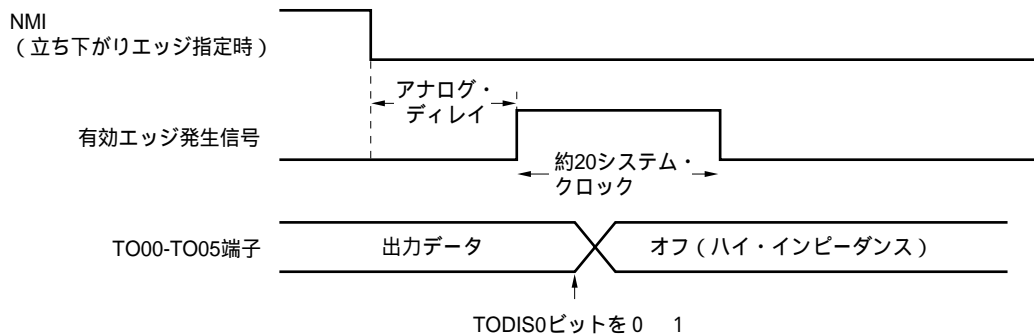 NMI
（立ち下がりエッジ指定時）
アナログ・
ディレイ
有効エッジ発生信号
約20システム・
クロック
TO00-TO05端子
出力データ
オフ（ハイ・インピーダンス）
TODIS0ビットを0　1